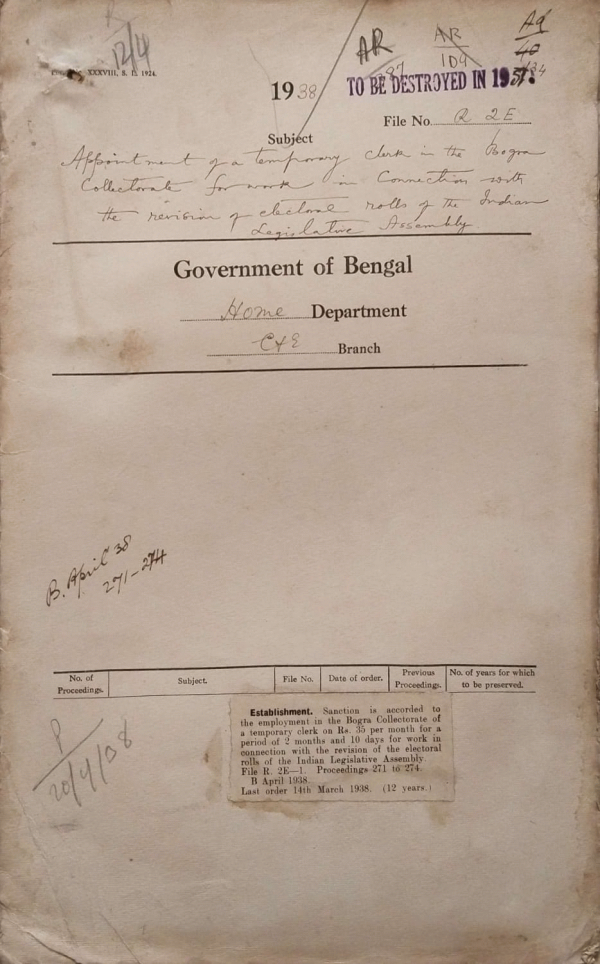 R
12/4
XXXVIII, S. L. 1924.
AR
AR
109
AR
TO BE DESTROYED IN 1951.
1938
File No. R 2E
Subject
Appointment of a temporary clerk in the Bogra
Collectorate for work in Connection with
the revision of electoral rolls of the Indian
Legislative Assembly.
Government of Bengal
Home Department
C & E Branch
B. April 38
271-274
No. of Proceedings. Subject. File No. Date of order. Previous Proceedings. No. of years for which to be preserved.
Establishment. Sanction is accorded to
the employment in the Bogra Collectorate of
a temporary clerk on Rs. 35 per month for a
period of 2 months and 10 days for work in
connection with the revision of the electoral
rolls of the Indian Legislative Assembly.
File R. 2E—1. Proceedings 271 to 274.
B April 1938.
Last order 14th March 1938. (12 years.)
P
20/4/38